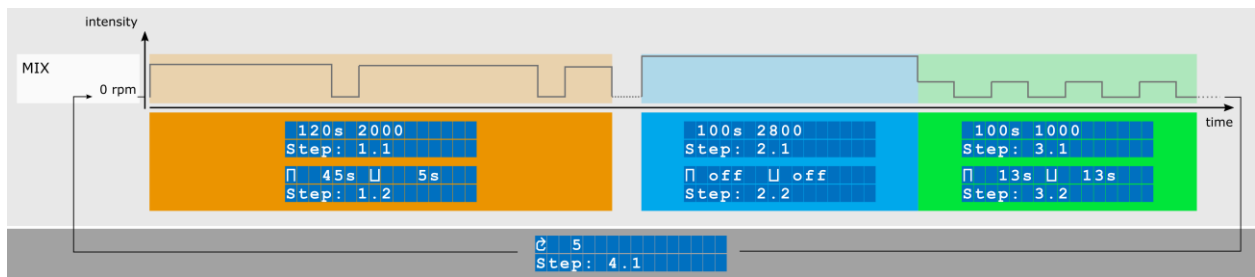 intensity
MIX
0 rpm
time
120s 2000
Step: 1.1
⊓ 45s ⊔ 5s
Step: 1.2
100s 2800
Step: 2.1
⊓ off ⊔ off
Step: 2.2
100s 1000
Step: 3.1
⊓ 13s ⊔ 13s
Step: 3.2
↻ 5
Step: 4.1